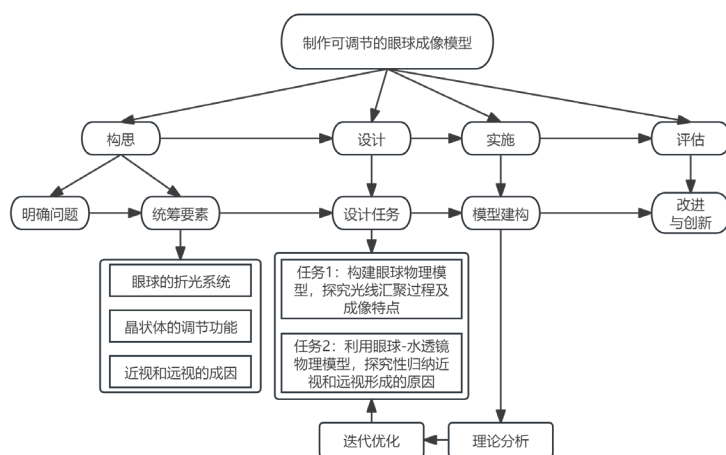 制作可调节的眼球成像模型
构思
设计
实施
评估
明确问题
统筹要素
设计任务
模型建构
改进
与创新
眼球的折光系统
晶状体的调节功能
近视和远视的成因
任务1：构建眼球物理模
型，探究光线汇聚过程及
成像特点
任务2：利用眼球-水透镜
物理模型，探究性归纳近
视和远视形成的原因
迭代优化
理论分析